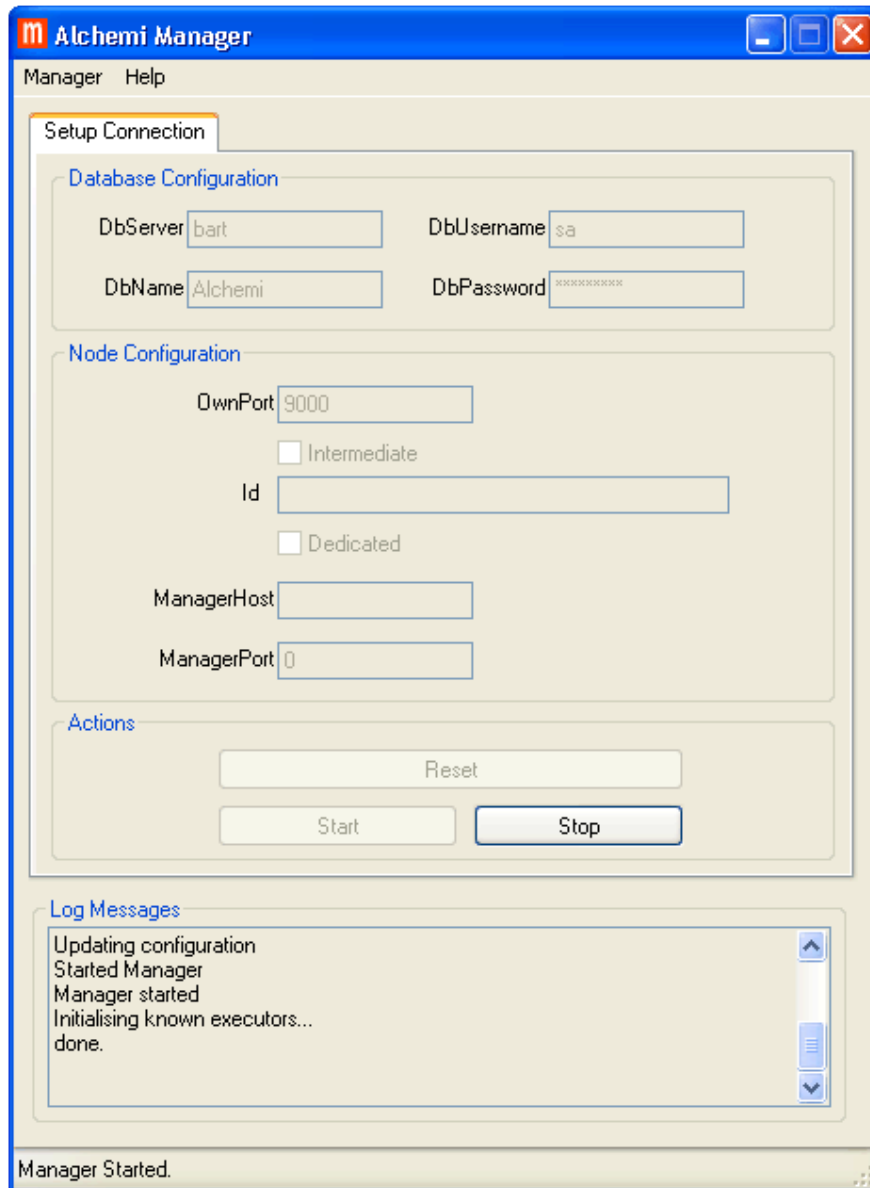 m Alchemi Manager
Manager Help
Setup Connection
Database Configuration
DbServer bart DbUsername sa
DbName Alchemi DbPassword *********
Node Configuration
OwnPort 9000
Intermediate
Id
Dedicated
ManagerHost
ManagerPort 0
Actions
Reset
Start Stop
Log Messages
Updating configuration
Started Manager
Manager started
Initialising known executors...
done.
Manager Started.